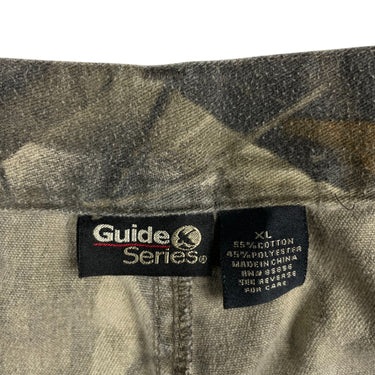 Guide
Series®
XL
55% COTTON
45% POLYESTER
MADE IN CHINA
SEE REVERSE
FOR CARE